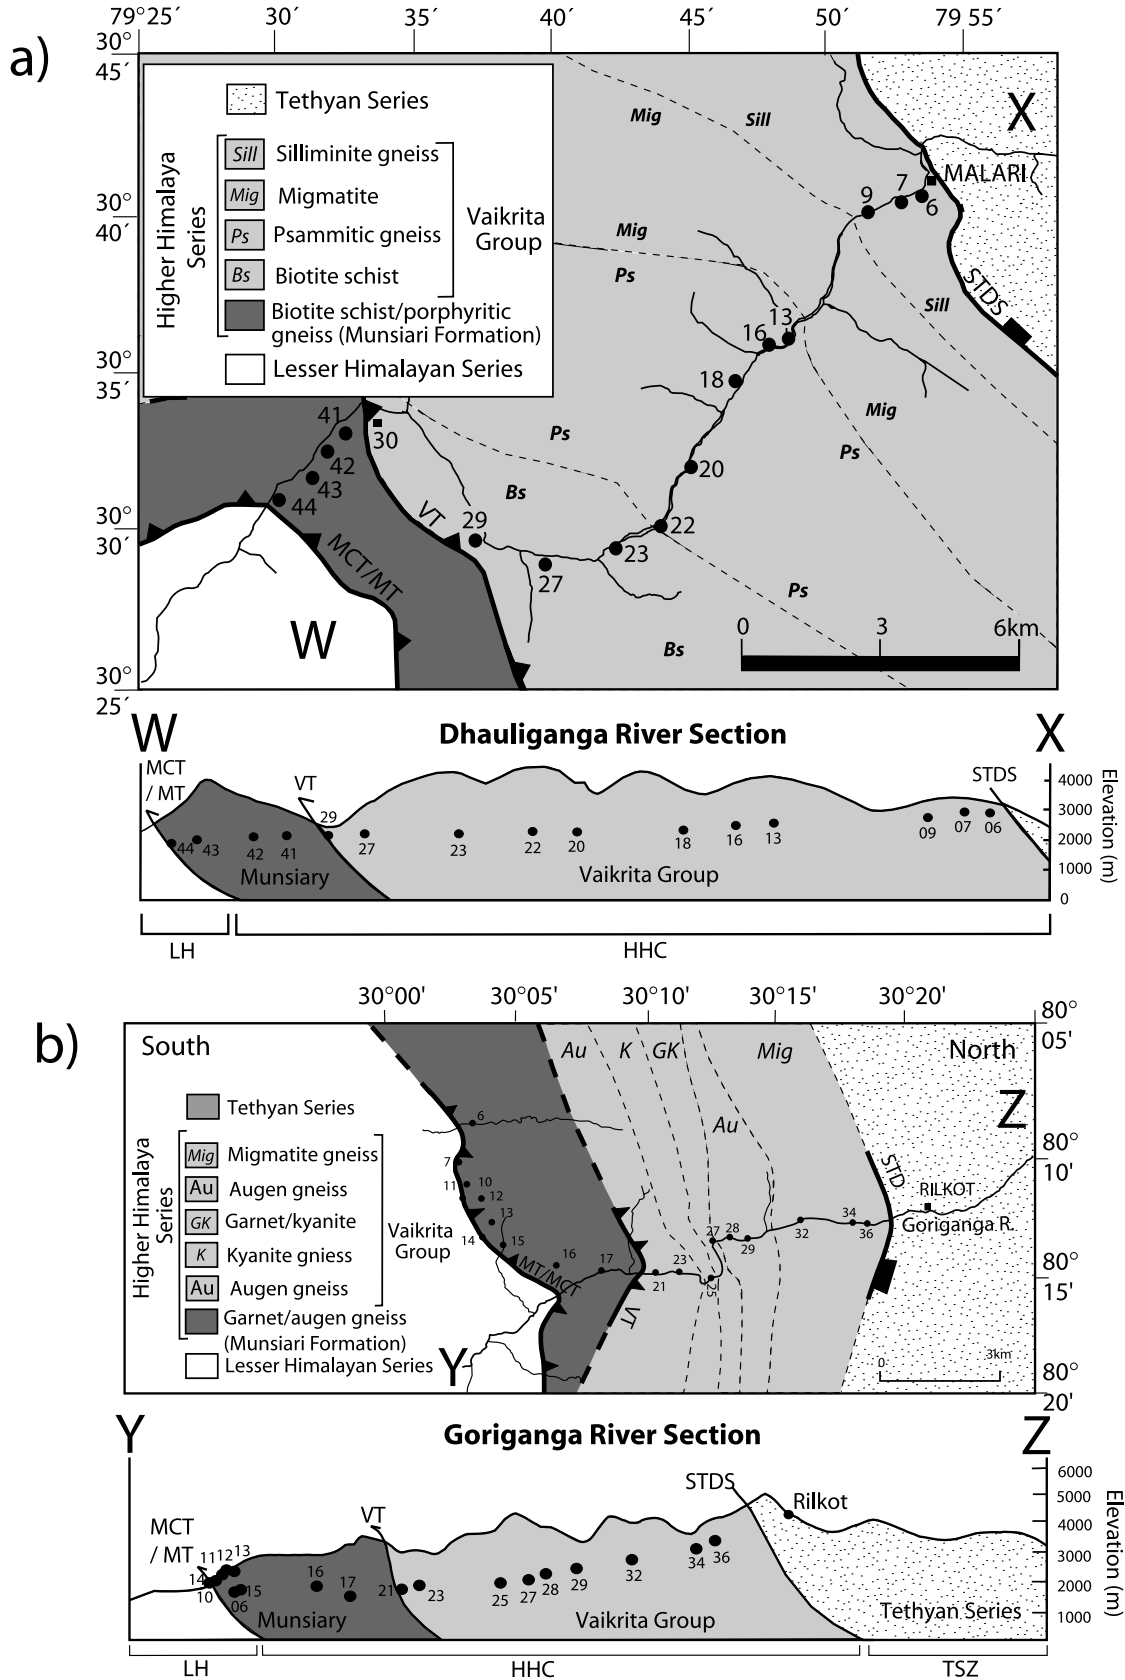 a)
79°25′ 30′ 35′ 40′ 45′ 50′ 79°55′
30° 45′
30° 40′
30° 35′
30° 30′
30° 25′
Tethyan Series
Higher Himalaya Series
Sill Silliminite gneiss
Mig Migmatite
Ps Psammitic gneiss
Bs Biotite schist
Vaikrita Group
Biotite schist/porphyritic
gneiss (Munsiari Formation)
Lesser Himalayan Series
Mig Sill X
MALARI
9 7 6
Mig
Ps
STDS
Sill
13
16
18
Mig
Ps
Ps
41
30
42
43
44
20
Bs
VT
29
22
23
27
MCT/MT
Ps
W
Bs
0 3 6km
W Dhauliganga River Section X
MCT / MT
VT
STDS
29
44 43 42 41 27 23 22 20 18 16 13 09 07 06
Munsiary
Vaikrita Group
4000
3000
2000
1000
0
Elevation (m)
LH HHC
b)
30°00' 30°05' 30°10' 30°15' 30°20'
80° 05'
80° 10'
80° 15'
80° 20'
South
North
Au K GK Mig
Au
Z
Tethyan Series
Higher Himalaya Series
Mig Migmatite gneiss
Au Augen gneiss
GK Garnet/kyanite
K Kyanite gniess
Au Augen gneiss
Vaikrita Group
Garnet/augen gneiss
(Munsiari Formation)
Lesser Himalayan Series
6
7
11 10
12
13
14 15
16
17
MT/MCT
VT
21
23
25
27 28
29
32
34
36
STD
RILKOT
Goriganga R.
Y
0 3km
Y Goriganga River Section Z
MCT / MT
VT
STDS
Rilkot
11 12 13
14
10
06 15
16
17
21
23
25 27 28 29 32 34 36
Munsiary
Vaikrita Group
Tethyan Series
6000
5000
4000
3000
2000
1000
Elevation (m)
LH HHC TSZ